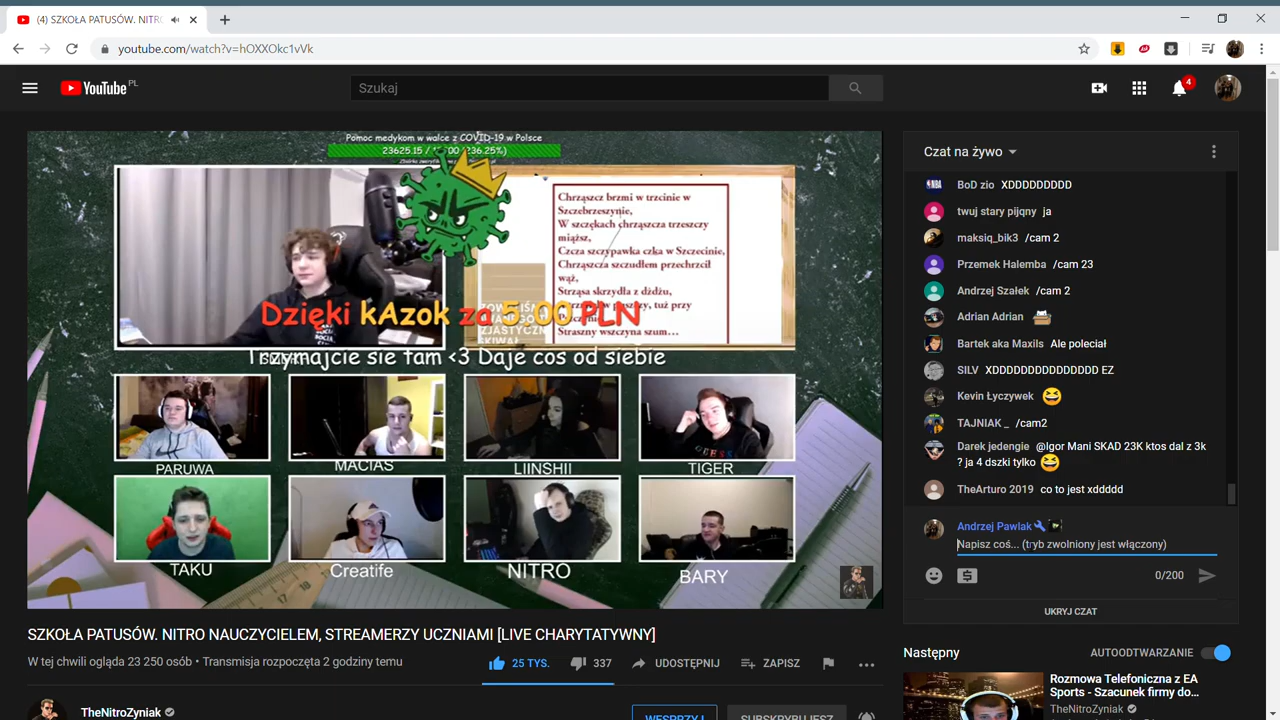 (4) SZKOŁA PATUSÓW. NITRO
youtube.com/watch?v=hOXXOkc1vVk
YouTube PL
Szukaj
4
Pomoc medykom w walce z COVID-19 w Polsce
23625.15 /
Chrząszcz brzmi w trzcinie w
Szczebrzeszynie,
W szczękach chrząszcza trzeszczy
miąższ,
Czcza szczypawka czka w Szczecinie,
Chrząszcza szczudłem przechrzcił
wąż,
Strząsa skrzydła z dżdżu,
tuż przy
Straszny wszczyna szum...
Dzięki kAzok za 5.00 PLN
Trzymajcie sie tam <3 Daje cos od siebie
PARUWA
MACIAS
LIINSHII
TIGER
TAKU
Creatife
NITRO
BARY
SZKOŁA PATUSÓW. NITRO NAUCZYCIELEM, STREAMERZY UCZNIAMI [LIVE CHARYTATYWNY]
W tej chwili ogląda 23 250 osób • Transmisja rozpoczęta 2 godziny temu
25 TYS.
337
UDOSTĘPNIJ
ZAPISZ
TheNitroZyniak
WESPRZYJ
SUBSKRYBUJESZ
Czat na żywo
BoD zio XDDDDDDDDD
twuj stary pijqny ja
maksiq_bik3 /cam 2
Przemek Halemba /cam 23
Andrzej Szałek /cam 2
Adrian Adrian
Bartek aka Maxils Ale poleciał
SILV XDDDDDDDDDDDDDDD EZ
Kevin Łyczywek
TAJNIAK _ /cam2
Darek jedengie @Igor Mani SKAD 23K ktos dal z 3k
? ja 4 dszki tylko
TheArturo 2019 co to jest xdddd
Andrzej Pawlak
Napisz coś... (tryb zwolniony jest włączony)
0/200
UKRYJ CZAT
Następny
AUTOODTWARZANIE
Rozmowa Telefoniczna z EA
Sports - Szacunek firmy do...
TheNitroZyniak